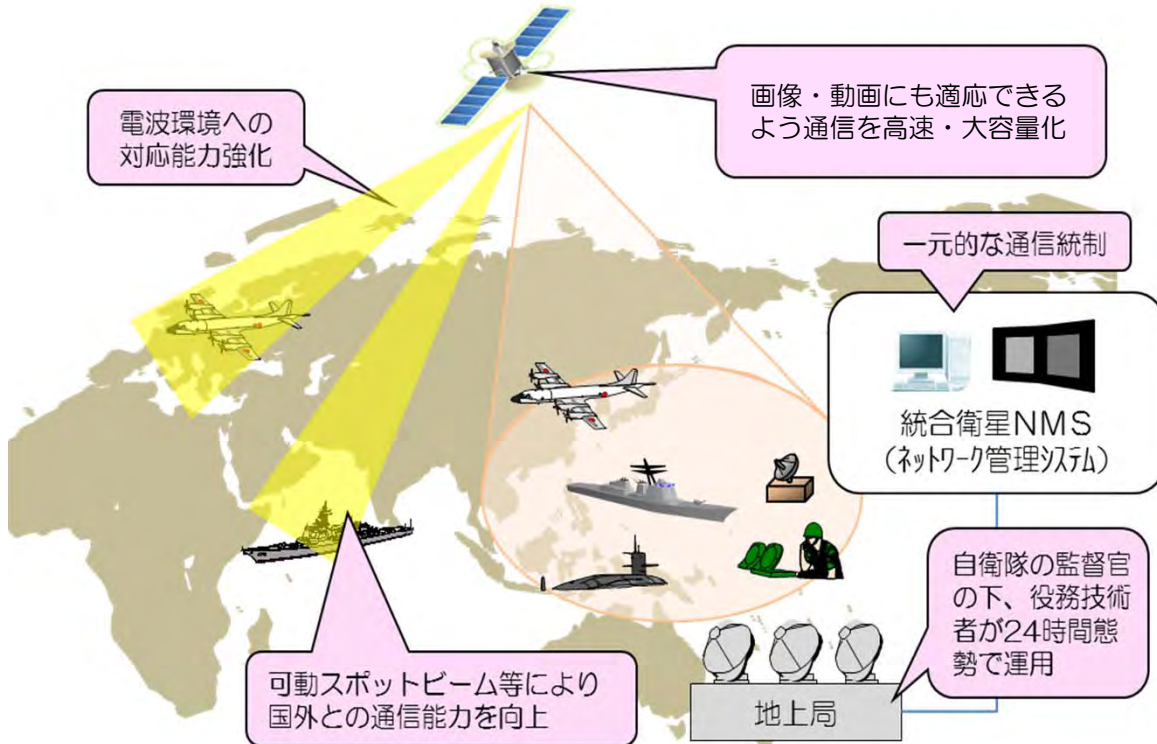 画像・動画にも適応できる
よう通信を高速・大容量化
電波環境への
対応能力強化
一元的な通信統制
統合衛星NMS
(ネットワーク管理システム)
自衛隊の監督官
の下、役務技術
者が24時間態
勢で運用
可動スポットビーム等により
国外との通信能力を向上
地上局